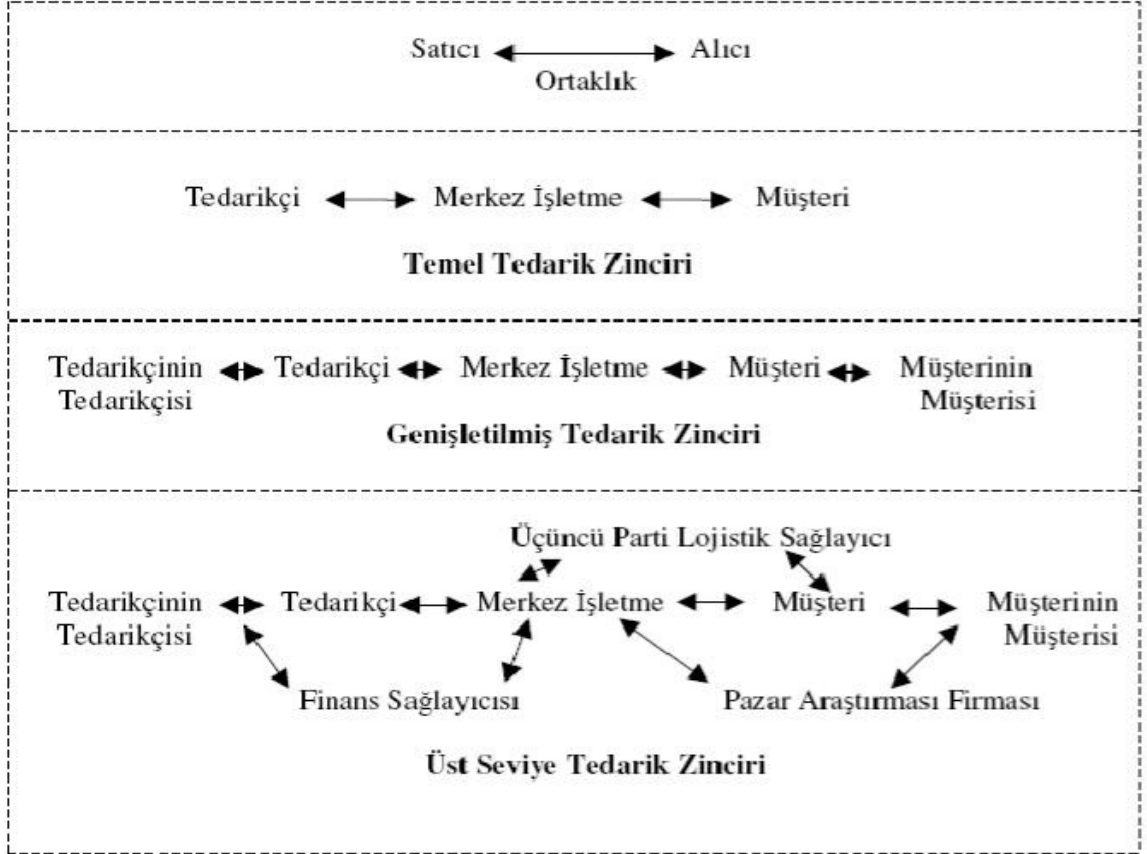 Satıcı Alıcı
Ortaklık
Tedarikçi Merkez İşletme Müşteri
Temel Tedarik Zinciri
Tedarikçinin Tedarikçi Merkez İşletme Müşteri Müşterinin
Tedarikçisi Müşterisi
Genişletilmiş Tedarik Zinciri
Üçüncü Parti Lojistik Sağlayıcı
Tedarikçinin Tedarikçi Merkez İşletme Müşteri Müşterinin
Tedarikçisi Müşterisi
Finans Sağlayıcısı Pazar Araştırması Firması
Üst Seviye Tedarik Zinciri